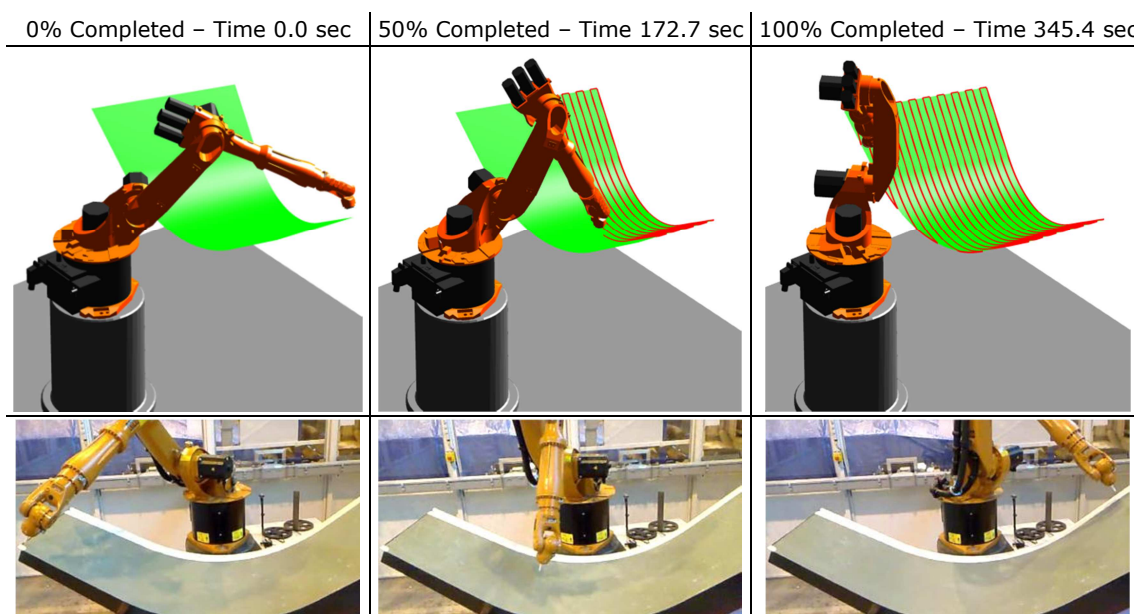 0% Completed – Time 0.0 sec
50% Completed – Time 172.7 sec
100% Completed – Time 345.4 sec